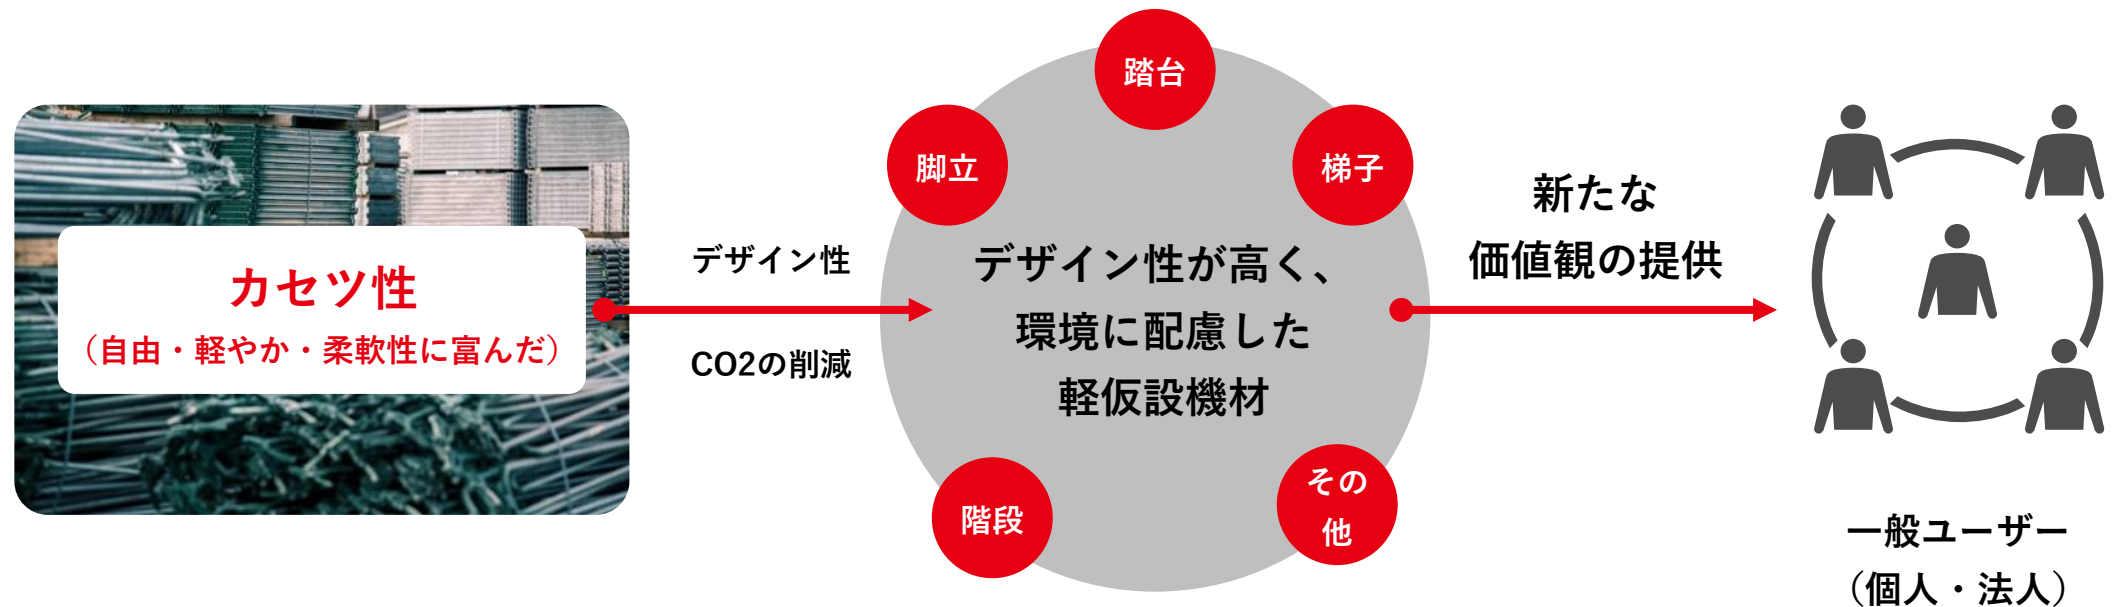 カセツ性
（自由・軽やか・柔軟性に富んだ）
デザイン性
CO2の削減
踏台
脚立
梯子
デザイン性が高く、
環境に配慮した
軽仮設機材
階段
その
他
新たな
価値観の提供
一般ユーザー
（個人・法人）